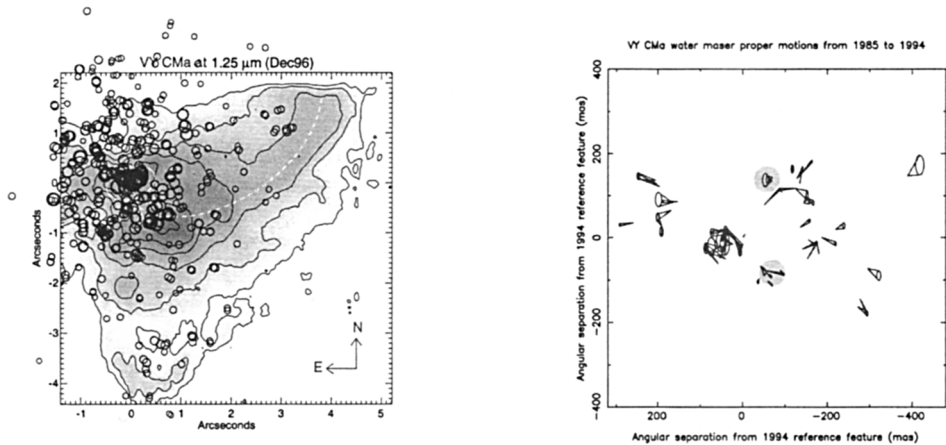 VY CMa at 1.25 μm (Dec96)
2
1
0
-1
-2
-3
-4
Arcseconds
N
E
-1 0 1 2 3 4 5
Arcseconds
VY CMa water maser proper motions from 1985 to 1994
400
200
0
-200
-400
Angular separation from 1994 reference feature (mas)
200 0 -200 -400
Angular separation from 1994 reference feature (mas)